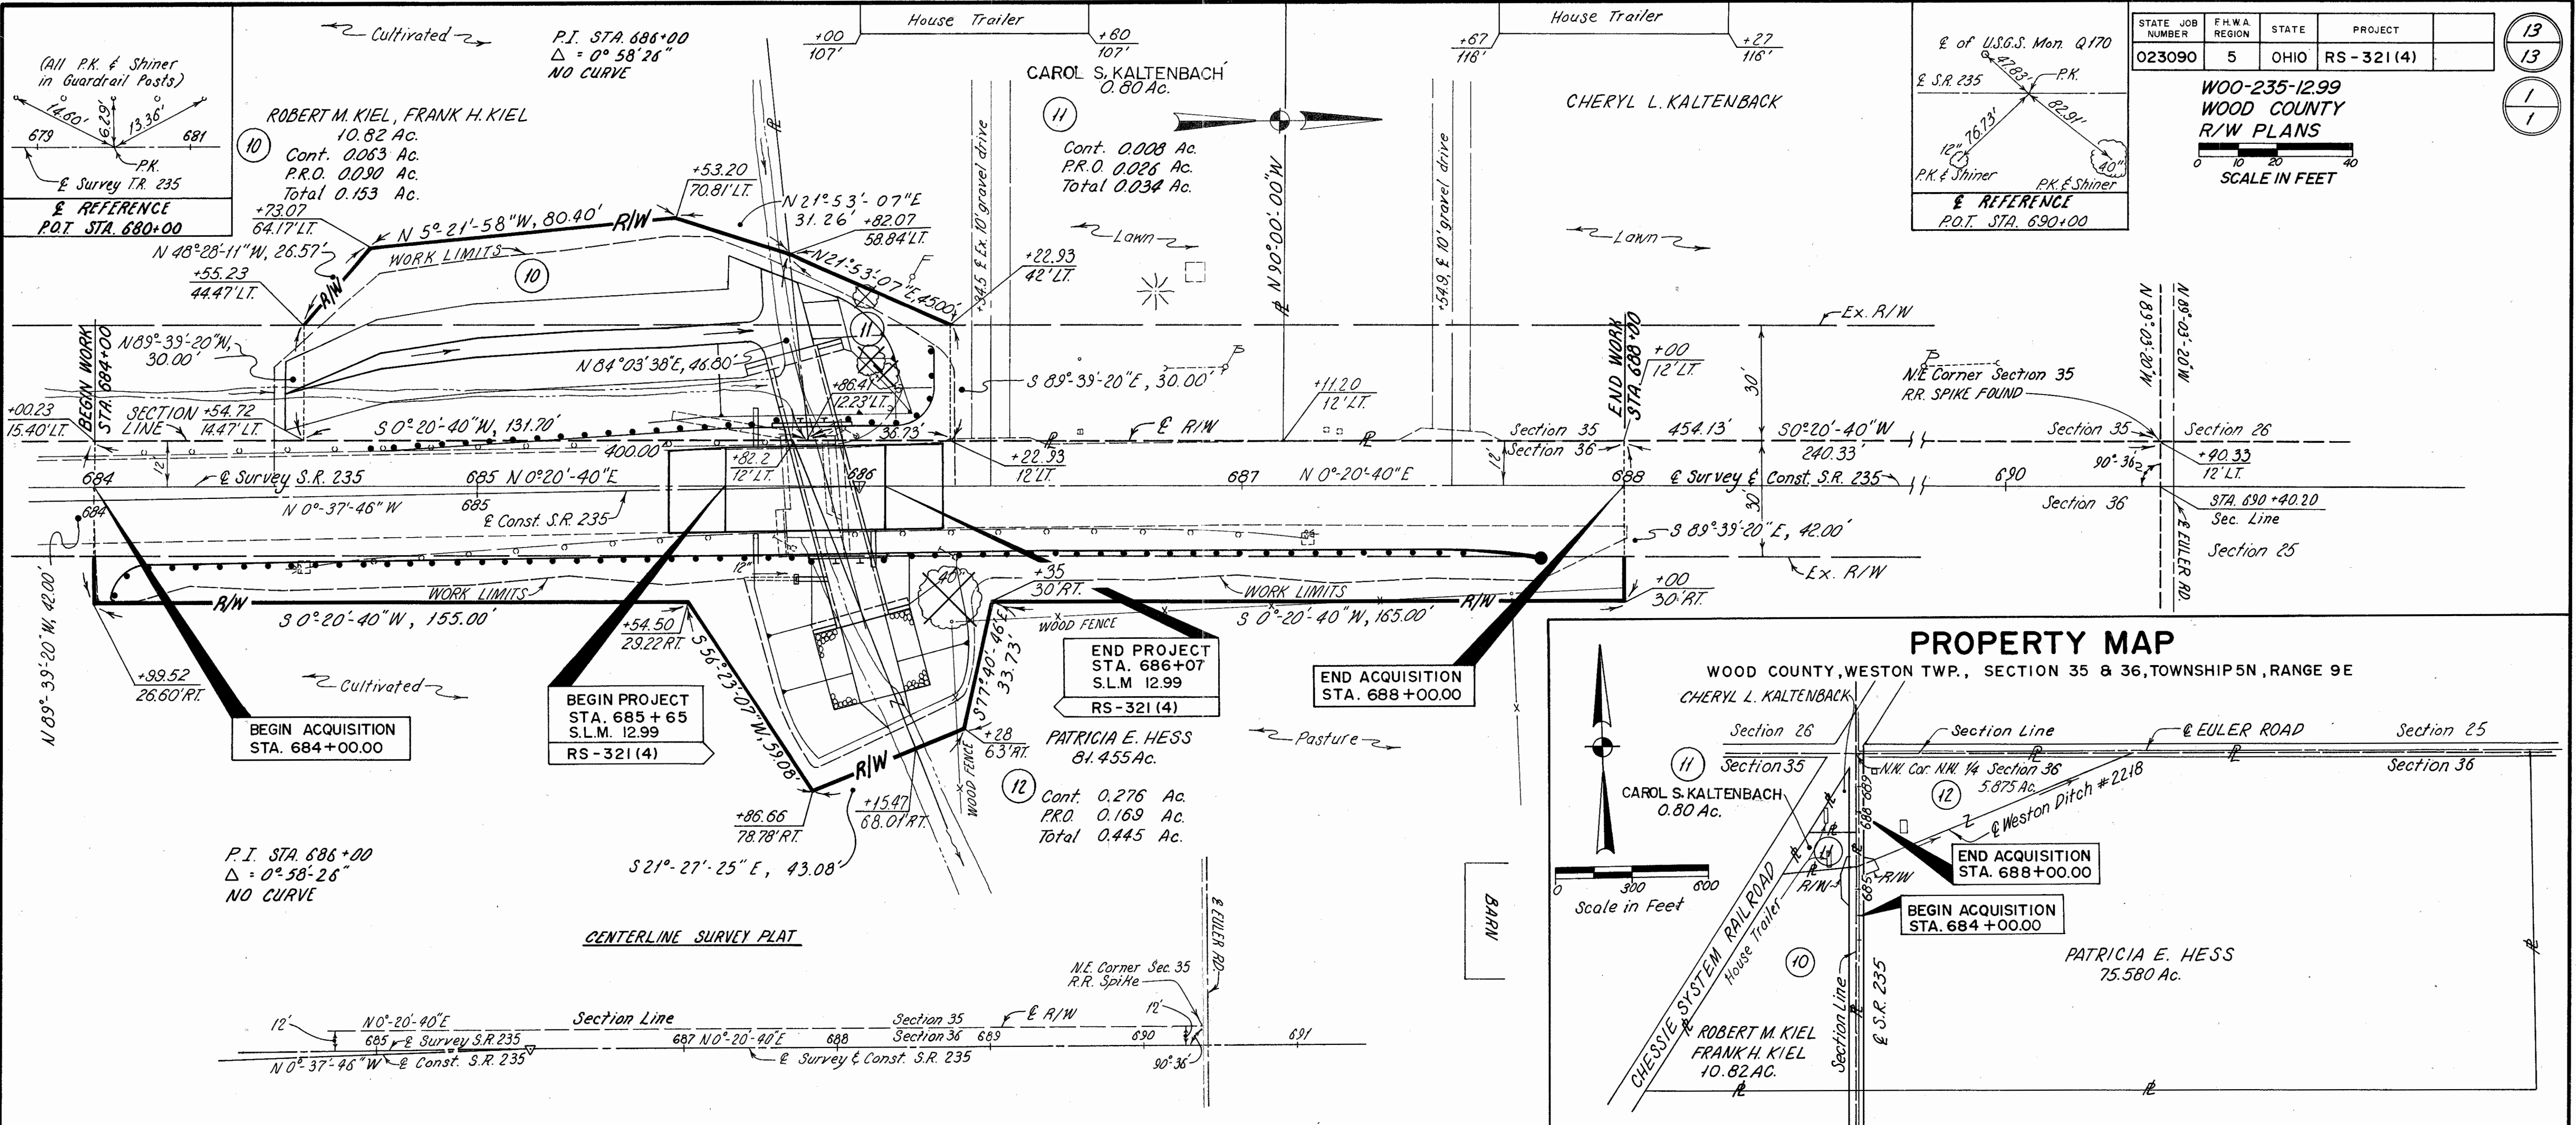 (All P.K. & Shiner
in Guardrail Posts)
14.60'
6.29'
13.36'
679
681
P.K.
℄ Survey T.R. 235
℄ REFERENCE
P.O.T. STA. 680+00
Cultivated
P.I. STA. 686+00
Δ = 0° 58' 26"
NO CURVE
ROBERT M. KIEL, FRANK H. KIEL
10.82 Ac.
10
Cont. 0.063 Ac.
P.R.O. 0.090 Ac.
Total 0.153 Ac.
House Trailer
+00
107'
+60
107'
CAROL S. KALTENBACH
0.80 Ac.
11
Cont. 0.008 Ac.
P.R.O. 0.026 Ac.
Total 0.034 Ac.
House Trailer
+67
116'
+27
116'
CHERYL L. KALTENBACK
℄ of U.S.G.S. Mon. Q170
47.83'
P.K.
℄ S.R. 235
76.73'
82.91'
12"
40"
P.K. & Shiner
P.K. & Shiner
℄ REFERENCE
P.O.T. STA. 690+00
STATE JOB NUMBER
F.H.W.A. REGION
STATE
PROJECT
023090
5
OHIO
RS-321(4)
13
13
1
1
WOO-235-12.99
WOOD COUNTY
R/W PLANS
0 10 20 40
SCALE IN FEET
+73.07
64.17' LT.
N 5°-21'-58"W, 80.40'
R/W
+53.20
70.81' LT.
N 21°-53'-07"E
31.26'
+82.07
58.84' LT.
N 48°-28'-11"W, 26.57'
WORK LIMITS
10
+55.23
44.47' LT.
R/W
N 21°-53'-07"E, 45.00'
+22.93
42' LT.
+34.5 ℄ Ex. 10' gravel drive
Lawn
℄ N 90°-00'-00"W
+54.9, ℄ 10' gravel drive
Lawn
Ex. R/W
BEGIN WORK
STA. 684+00
N 89°-39'-20"W,
30.00'
11
N 84°03'38"E, 46.80'
+86.41
12.23' LT.
S 89°-39'-20"E, 30.00'
+11.20
12' LT.
END WORK
STA. 688+00
+00
12' LT.
30'
N.E. Corner Section 35
R.R. SPIKE FOUND
N 89°-03'-20"W
N 89°-03'-20"W
+00.23
15.40' LT.
SECTION LINE
+54.72
14.47' LT.
S 0°-20'-40"W, 131.70'
400.00
36.73'
℄ R/W
Section 35
Section 36
454.13'
S 0°-20'-40"W
240.33'
Section 35
Section 26
12'
+82.2
12' LT.
+22.93
12' LT.
12'
90°-36'
+40.33
12' LT.
684
℄ Survey S.R. 235
685 N 0°-20'-40"E
686
687
N 0°-20'-40"E
688
℄ Survey & Const. S.R. 235
690
684
N 0°-37'-46" W
685
℄ Const. S.R. 235
30'
Section 36
STA. 690+40.20
Sec. Line
S 89°-39'-20"E, 42.00'
℄ EULER RD.
Section 25
N 89°-39'-20"W, 42.00'
12"
40"
Ex. R/W
R/W
WORK LIMITS
S 0°-20'-40"W, 155.00'
+35
30' RT.
WOOD FENCE
WORK LIMITS
S 0°-20'-40"W, 165.00'
R/W
+00
30' RT.
+54.50
29.22 RT.
S 56°-23'-07"W, 59.08'
S 77°-40'-46"E
33.73'
+99.52
26.60' RT.
Cultivated
BEGIN ACQUISITION
STA. 684+00.00
BEGIN PROJECT
STA. 685+65
S.L.M. 12.99
RS-321(4)
END PROJECT
STA. 686+07
S.L.M 12.99
RS-321(4)
END ACQUISITION
STA. 688+00.00
R/W
+28
63' RT.
WOOD FENCE
PATRICIA E. HESS
81.455 Ac.
Pasture
12
Cont. 0.276 Ac.
P.R.O. 0.169 Ac.
Total 0.445 Ac.
+86.66
78.78' RT.
+15.47
68.01' RT.
S 21°-27'-25" E, 43.08'
P.I. STA. 686+00
Δ = 0°-58'-26"
NO CURVE
CENTERLINE SURVEY PLAT
BARN
℄ EULER RD.
N.E. Corner Sec. 35
R.R. Spike
12'
N 0°-20'-40"E
Section Line
Section 35
℄ R/W
12'
685
℄ Survey S.R. 235
687 N 0°-20'-40"E
688
Section 36
689
690
691
N 0°-37'-46"W
℄ Const. S.R. 235
℄ Survey & Const. S.R. 235
90°-36'
PROPERTY MAP
WOOD COUNTY, WESTON TWP., SECTION 35 & 36, TOWNSHIP 5N, RANGE 9E
CHERYL L. KALTENBACK
Section 26
Section Line
℄ EULER ROAD
Section 25
11
Section 35
N.W. Cor. N.W. 1/4 Section 36
5.875 Ac.
Section 36
CAROL S. KALTENBACH
0.80 Ac.
688-689
12
℄ Weston Ditch #2218
11
END ACQUISITION
STA. 688+00.00
0 300 600
Scale in Feet
R/W
R/W
685
BEGIN ACQUISITION
STA. 684+00.00
CHESSIE SYSTEM RAILROAD
House Trailer
10
Section Line
℄ S.R. 235
PATRICIA E. HESS
75.580 Ac.
ROBERT M. KIEL
FRANK H. KIEL
10.82 AC.